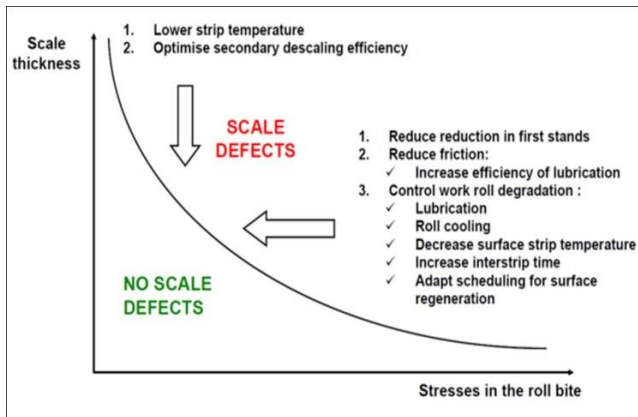 Scale
thickness
1. Lower strip temperature
2. Optimise secondary descaling efficiency
SCALE
DEFECTS
1. Reduce reduction in first stands
2. Reduce friction:
✓ Increase efficiency of lubrication
3. Control work roll degradation :
✓ Lubrication
✓ Roll cooling
✓ Decrease surface strip temperature
✓ Increase interstrip time
✓ Adapt scheduling for surface
regeneration
NO SCALE
DEFECTS
Stresses in the roll bite